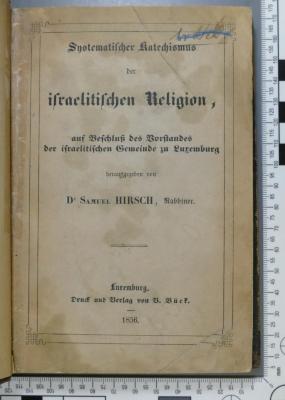 Systematischer Katechismus
der
israelitischen Religion,
auf Beschluß des Vorstandes
der israelitischen Gemeinde zu Luxemburg
herausgegeben von
Dr SAMUEL HIRSCH, Rabbiner.
Luxemburg.
Druck und Verlag von V. Bück.
1856.